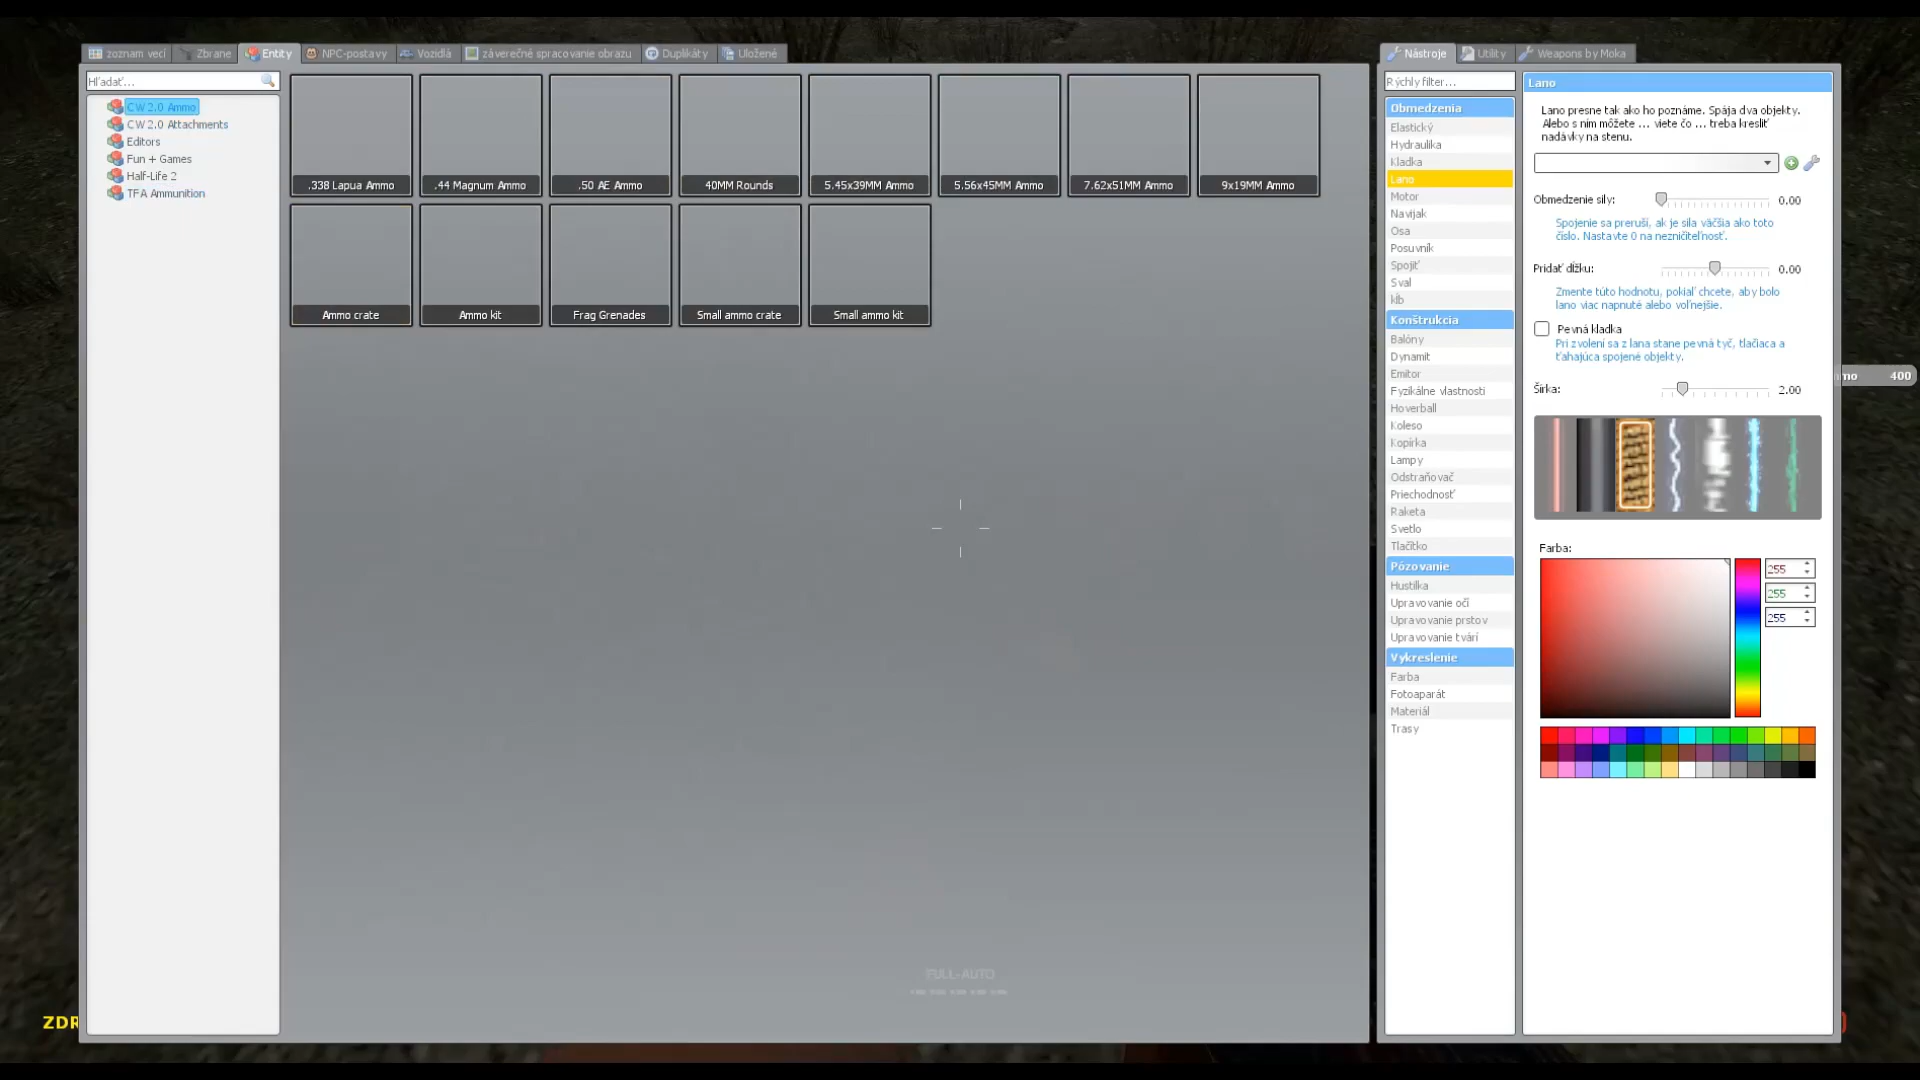 zoznam vecí
Zbrane
Entity
NPC-postavy
Vozidlá
záverečné spracovanie obrazu
Duplikáty
Uložené
Hľadať...
CW 2.0 Ammo
CW 2.0 Attachments
Editors
Fun + Games
Half-Life 2
TFA Ammunition
.338 Lapua Ammo
.44 Magnum Ammo
.50 AE Ammo
40MM Rounds
5.45x39MM Ammo
5.56x45MM Ammo
7.62x51MM Ammo
9x19MM Ammo
Ammo crate
Ammo kit
Frag Grenades
Small ammo crate
Small ammo kit
FULL-AUTO
ZDR
Nástroje
Utility
Weapons by Moka
Rýchly filter...
Obmedzenia
Elastický
Hydraulika
Kladka
Lano
Motor
Navijak
Osa
Posuvník
Spojiť
Sval
kĺb
Konštrukcia
Balóny
Dynamit
Emitor
Fyzikálne vlastnosti
Hoverball
Koleso
Kopírka
Lampy
Odstraňovač
Priechodnosť
Raketa
Svetlo
Tlačítko
Pózovanie
Hustilka
Upravovanie očí
Upravovanie prstov
Upravovanie tvárí
Vykreslenie
Farba
Fotoaparát
Materiál
Trasy
Lano
Lano presne tak ako ho poznáme. Spája dva objekty.
Alebo s ním môžete ... viete čo ... treba kresliť
nadávky na stenu.
Obmedzenie sily:
0.00
Spojenie sa preruší, ak je sila väčšia ako toto
číslo. Nastavte 0 na nezničiteľnosť.
Pridať dĺžku:
0.00
Zmente túto hodnotu, pokiaľ chcete, aby bolo
lano viac napnuté alebo voľnejšie.
Pevná kladka
Pri zvolení sa z lana stane pevná tyč, tlačiaca a
ťahajúca spojené objekty.
Šírka:
2.00
Farba:
255
255
255
mo 400